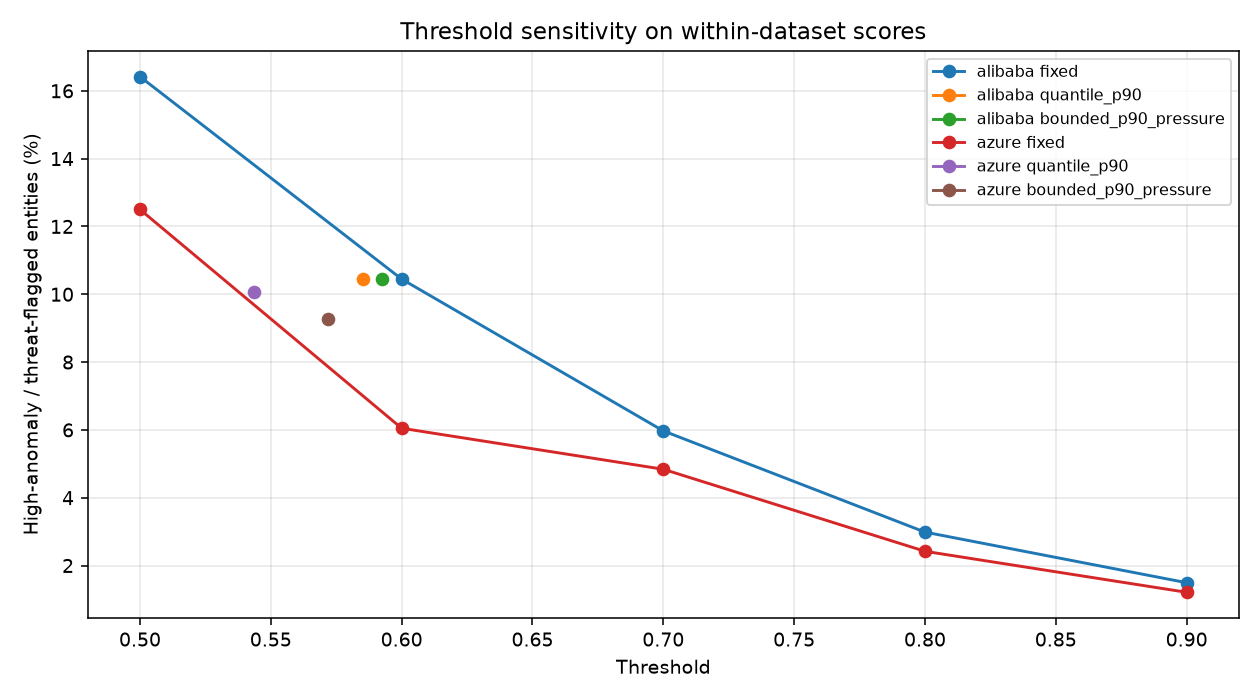 Threshold sensitivity on within-dataset scores
High-anomaly / threat-flagged entities (%)
16
14
12
10
8
6
4
2
alibaba fixed
alibaba quantile_p90
alibaba bounded_p90_pressure
azure fixed
azure quantile_p90
azure bounded_p90_pressure
0.50 0.55 0.60 0.65 0.70 0.75 0.80 0.85 0.90
Threshold